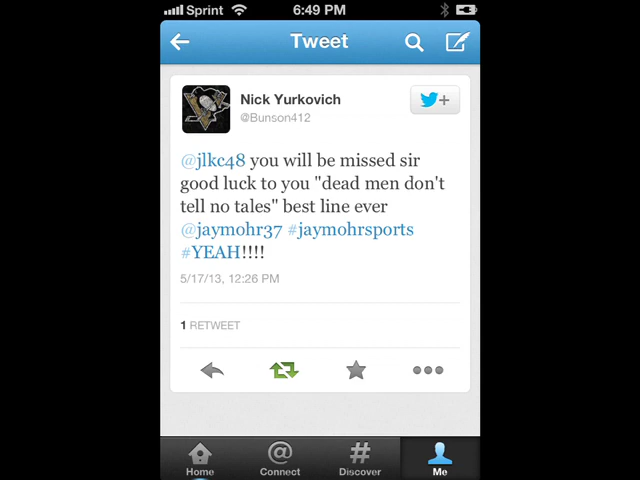 Sprint 6:49 PM
Tweet
Nick Yurkovich
@Bunson412
@jlkc48 you will be missed sir
good luck to you "dead men don't
tell no tales" best line ever
@jaymohr37 #jaymohrsports
#YEAH!!!!
5/17/13, 12:26 PM
1 RETWEET
Home Connect Discover Me